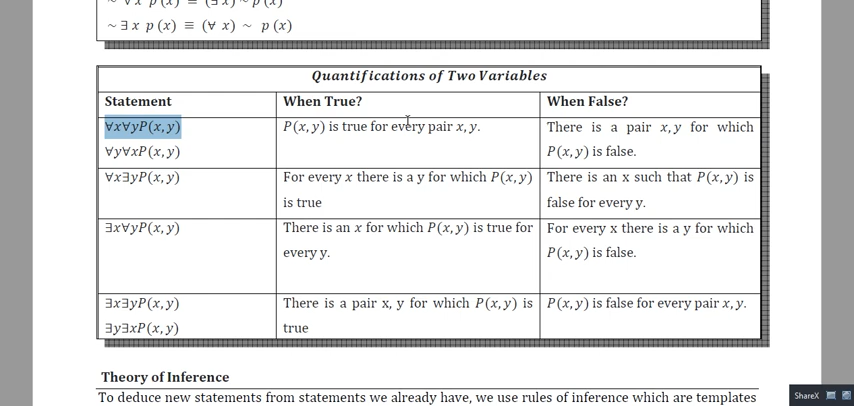 ∼ ∀ x p (x) ≡ (∃ x) ∼ p (x)
∼ ∃ x p (x) ≡ (∀ x) ∼ p (x)
Quantifications of Two Variables
Statement When True? When False?
∀x∀yP(x, y) P(x, y) is true for every pair x, y. There is a pair x, y for which
∀y∀xP(x, y) P(x, y) is false.
∀x∃yP(x, y) For every x there is a y for which P(x, y) There is an x such that P(x, y) is
is true false for every y.
∃x∀yP(x, y) There is an x for which P(x, y) is true for For every x there is a y for which
every y. P(x, y) is false.
∃x∃yP(x, y) There is a pair x, y for which P(x, y) is P(x, y) is false for every pair x, y.
∃y∃xP(x, y) true
Theory of Inference
To deduce new statements from statements we already have, we use rules of inference which are templates
ShareX